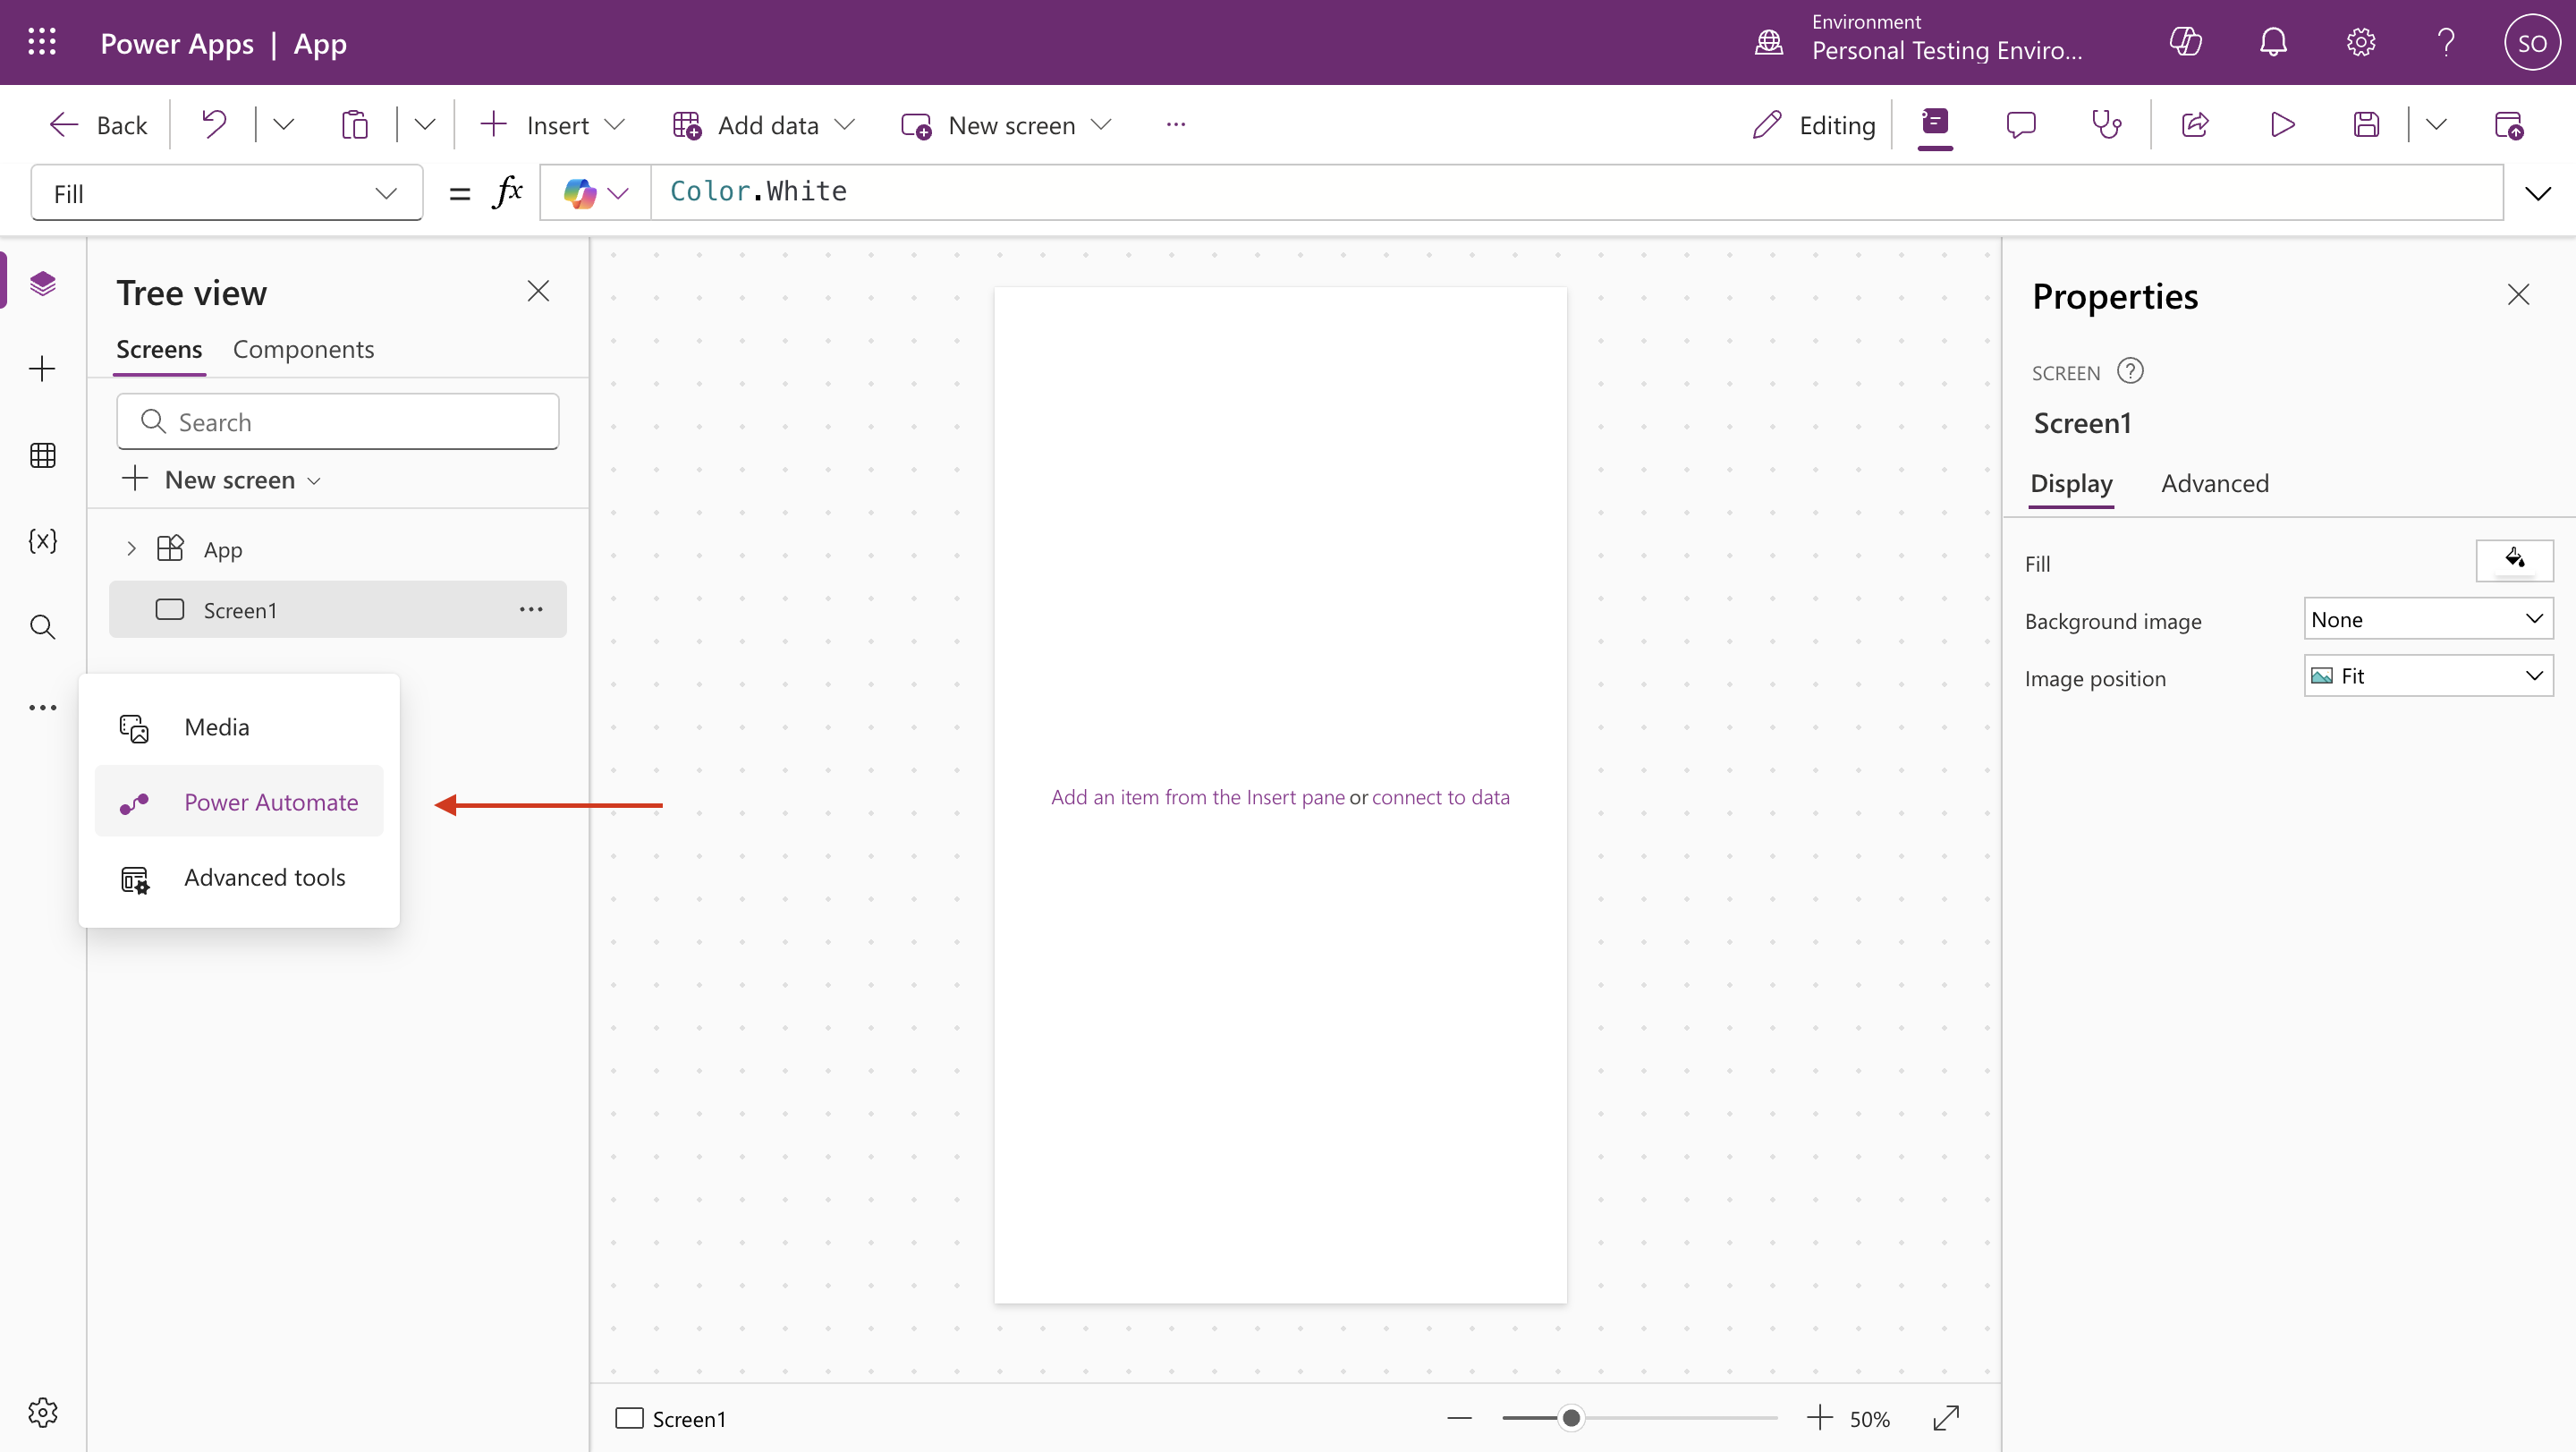 Power Apps | App
Environment
Personal Testing Enviro...
SO
Back
Insert
Add data
New screen
Editing
Fill
= fx
Color.White
Tree view
Screens
Components
Search
New screen
App
Screen1
Media
Power Automate
Advanced tools
Add an item from the Insert pane or connect to data
Properties
SCREEN
Screen1
Display
Advanced
Fill
Background image
None
Image position
Fit
Screen1
50%